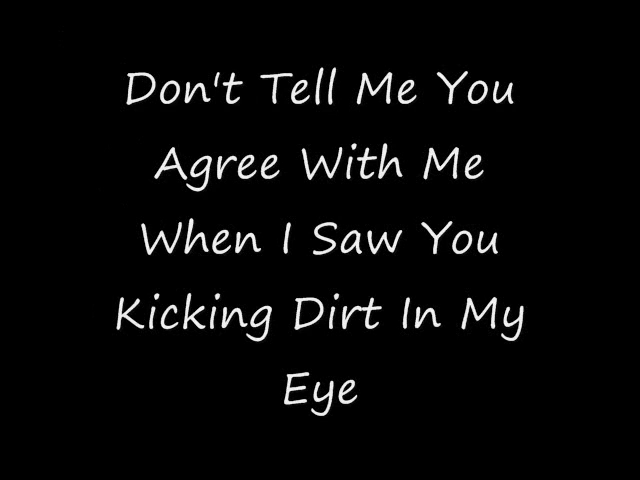 Don't Tell Me You
Agree With Me
When I Saw You
Kicking Dirt In My
Eye